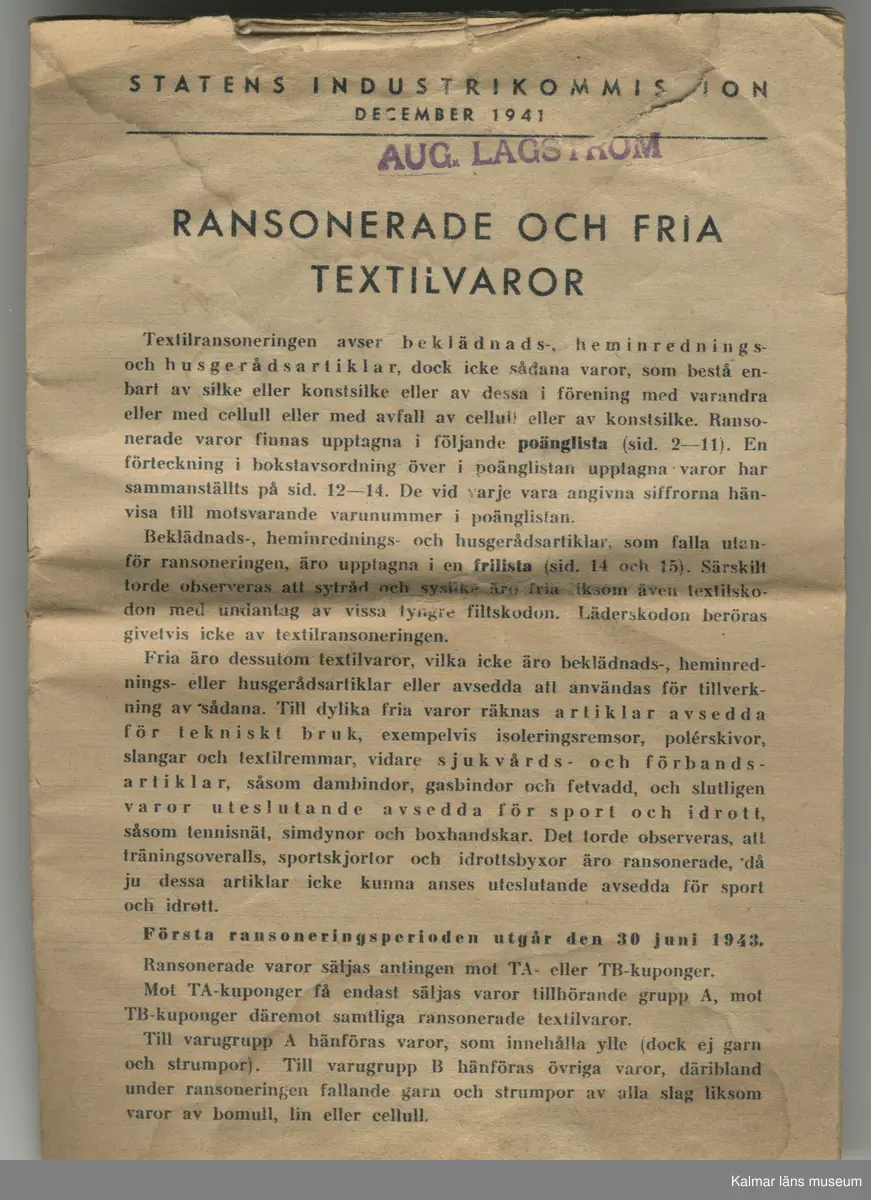 STATENS INDUSTRIKOMMISSION
DECEMBER 1941
AUG. LAGSTRÖM
RANSONERADE OCH FRIA
TEXTILVAROR
Textilransoneringen avser beklädnads-, heminrednings-
och husgerådsartiklar, dock icke sådana varor, som bestå en-
bart av silke eller konstsilke eller av dessa i förening med varandra
eller med cellull eller med avfall av cellull eller av konstsilke. Ranso-
nerade varor finnas upptagna i följande poänglista (sid. 2—11). En
förteckning i bokstavsordning över i poänglistan upptagna varor har
sammanställts på sid. 12—14. De vid varje vara angivna siffrorna hän-
visa till motsvarande varunummer i poänglistan.
Beklädnads-, heminrednings- och husgerådsartiklar, som falla utan-
för ransoneringen, äro upptagna i en frilista (sid. 14 och 15). Särskilt
torde observeras att sytråd och sysilke äro fria liksom även textilsko-
don med undantag av vissa tyngre filtskodon. Läderskodon beröras
givetvis icke av textilransoneringen.
Fria äro dessutom textilvaror, vilka icke äro beklädnads-, heminred-
nings- eller husgerådsartiklar eller avsedda att användas för tillverk-
ning av sådana. Till dylika fria varor räknas artiklar avsedda
för tekniskt bruk, exempelvis isoleringsremsor, polérskivor,
slangar och textilremmar, vidare sjukvårds- och förbands-
artiklar, såsom dambindor, gasbindor och fetvadd, och slutligen
varor uteslutande avsedda för sport och idrott,
såsom tennisnät, simdynor och boxhandskar. Det torde observeras, att
träningsoveralls, sportskjortor och idrottsbyxor äro ransonerade, då
ju dessa artiklar icke kunna anses uteslutande avsedda för sport
och idrott.
Första ransoneringsperioden utgår den 30 juni 1943.
Ransonerade varor säljas antingen mot TA- eller TB-kuponger.
Mot TA-kuponger få endast säljas varor tillhörande grupp A, mot
TB-kuponger däremot samtliga ransonerade textilvaror.
Till varugrupp A hänföras varor, som innehålla ylle (dock ej garn
och strumpor). Till varugrupp B hänföras övriga varor, däribland
under ransoneringen fallande garn och strumpor av alla slag liksom
varor av bomull, lin eller cellull.
Kalmar läns museum